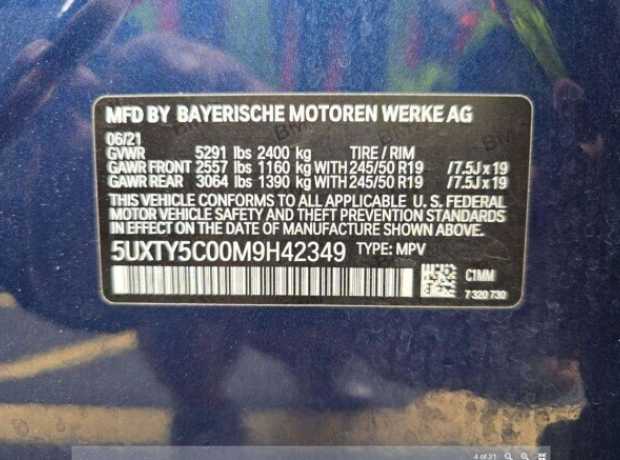 MFD BY BAYERISCHE MOTOREN WERKE AG
06/21
GVWR 5291 lbs 2400 kg TIRE / RIM
GAWR FRONT 2557 lbs 1160 kg WITH 245/50 R19 /7.5J x 19
GAWR REAR 3064 lbs 1390 kg WITH 245/50 R19 /7.5J x 19
THIS VEHICLE CONFORMS TO ALL APPLICABLE U. S. FEDERAL
MOTOR VEHICLE SAFETY AND THEFT PREVENTION STANDARDS
IN EFFECT ON THE DATE OF MANUFACTURE SHOWN ABOVE.
5UXTY5C00M9H42349 TYPE: MPV
C1MM
7 320 730
4 of 21